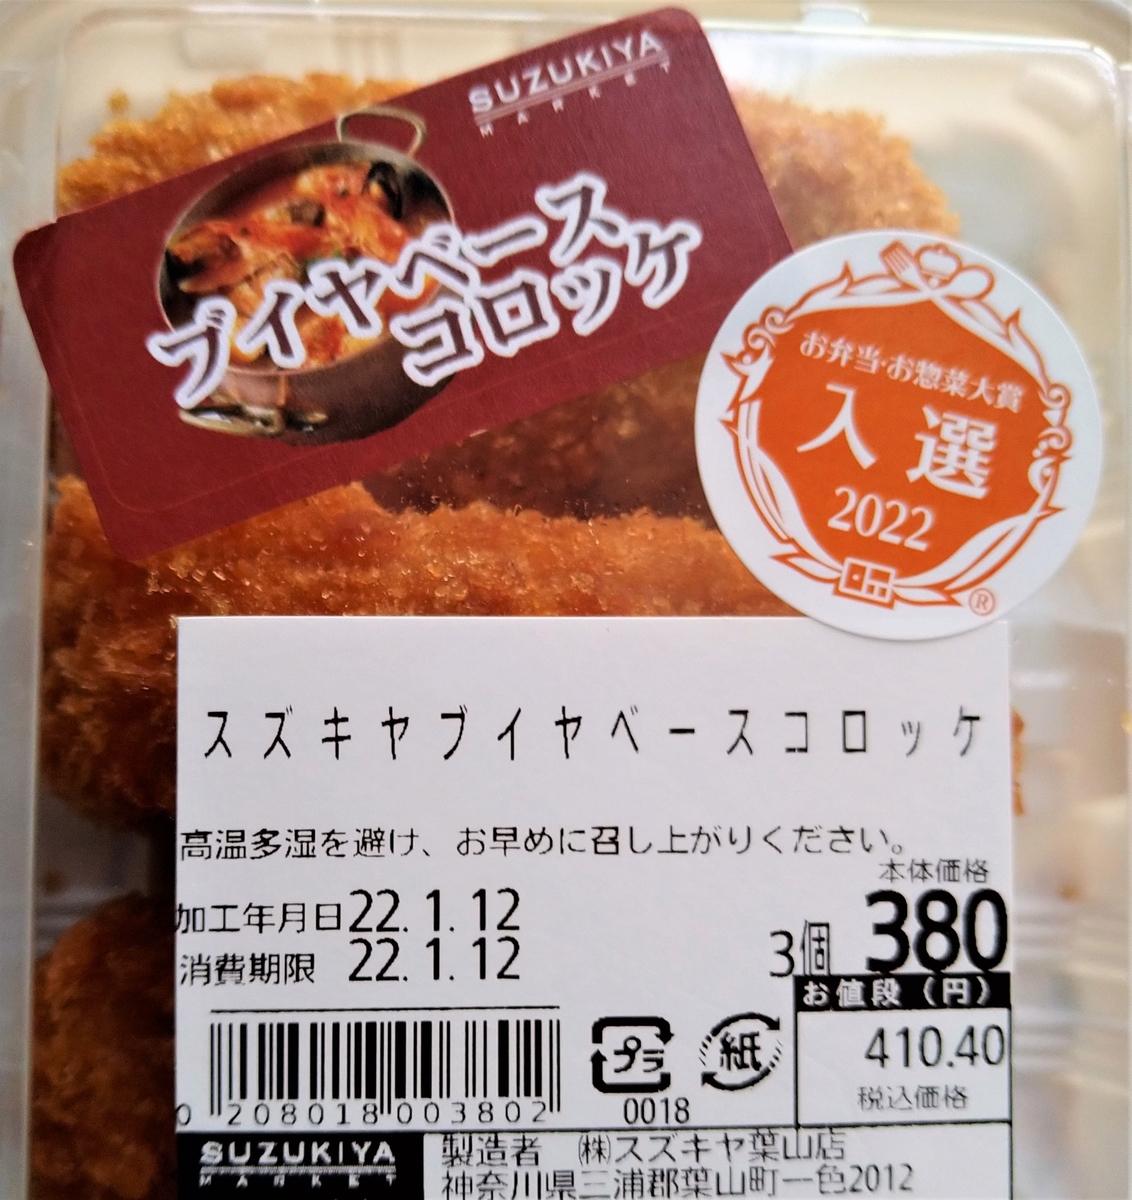 SUZUKIYA
MARKET
ブイヤベース
コロッケ
お弁当・お惣菜大賞
入選
2022
®
スズキヤブイヤベースコロッケ
高温多湿を避け、お早めに召し上がりください。
本体価格
加工年月日 22. 1. 12
消費期限 22. 1. 12
3個 380
お値段(円)
410.40
税込価格
プラ
紙
0018
0 208018 003802
SUZUKIYA
MARKET
製造者 ㈱スズキヤ葉山店
神奈川県三浦郡葉山町一色2012